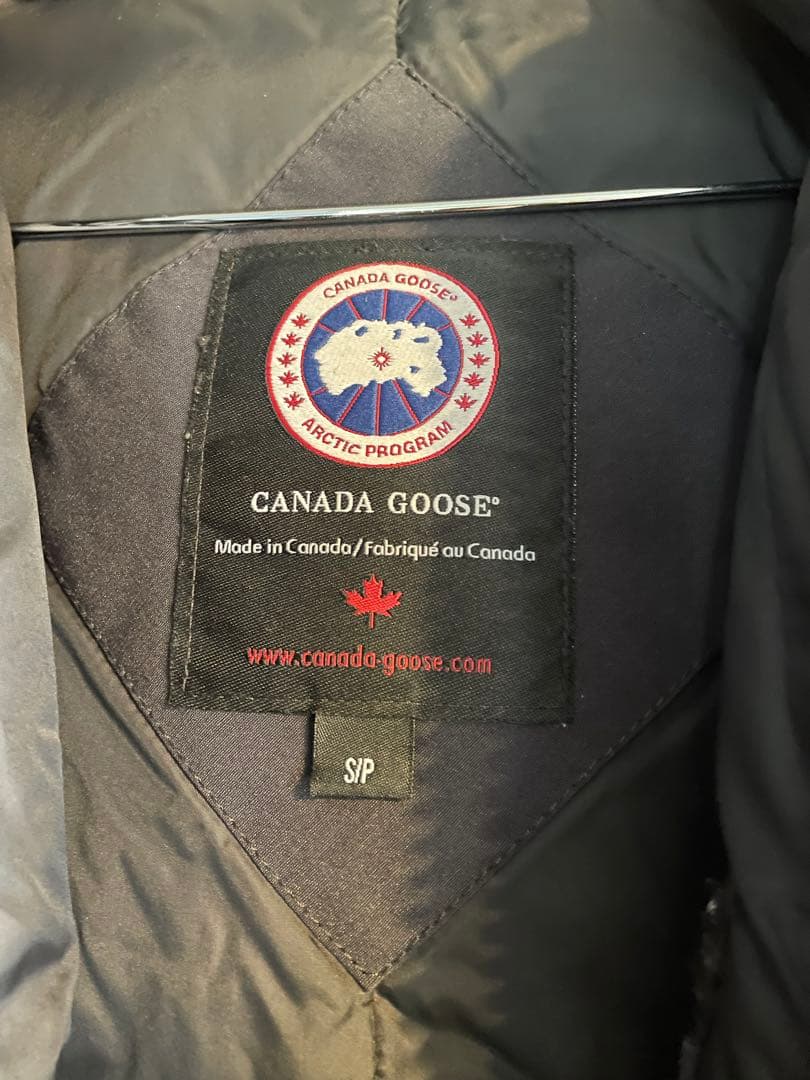 CANADA GOOSE®
ARCTIC PROGRAM
CANADA GOOSE®
Made in Canada/Fabriqué au Canada
www.canada-goose.com
S/P